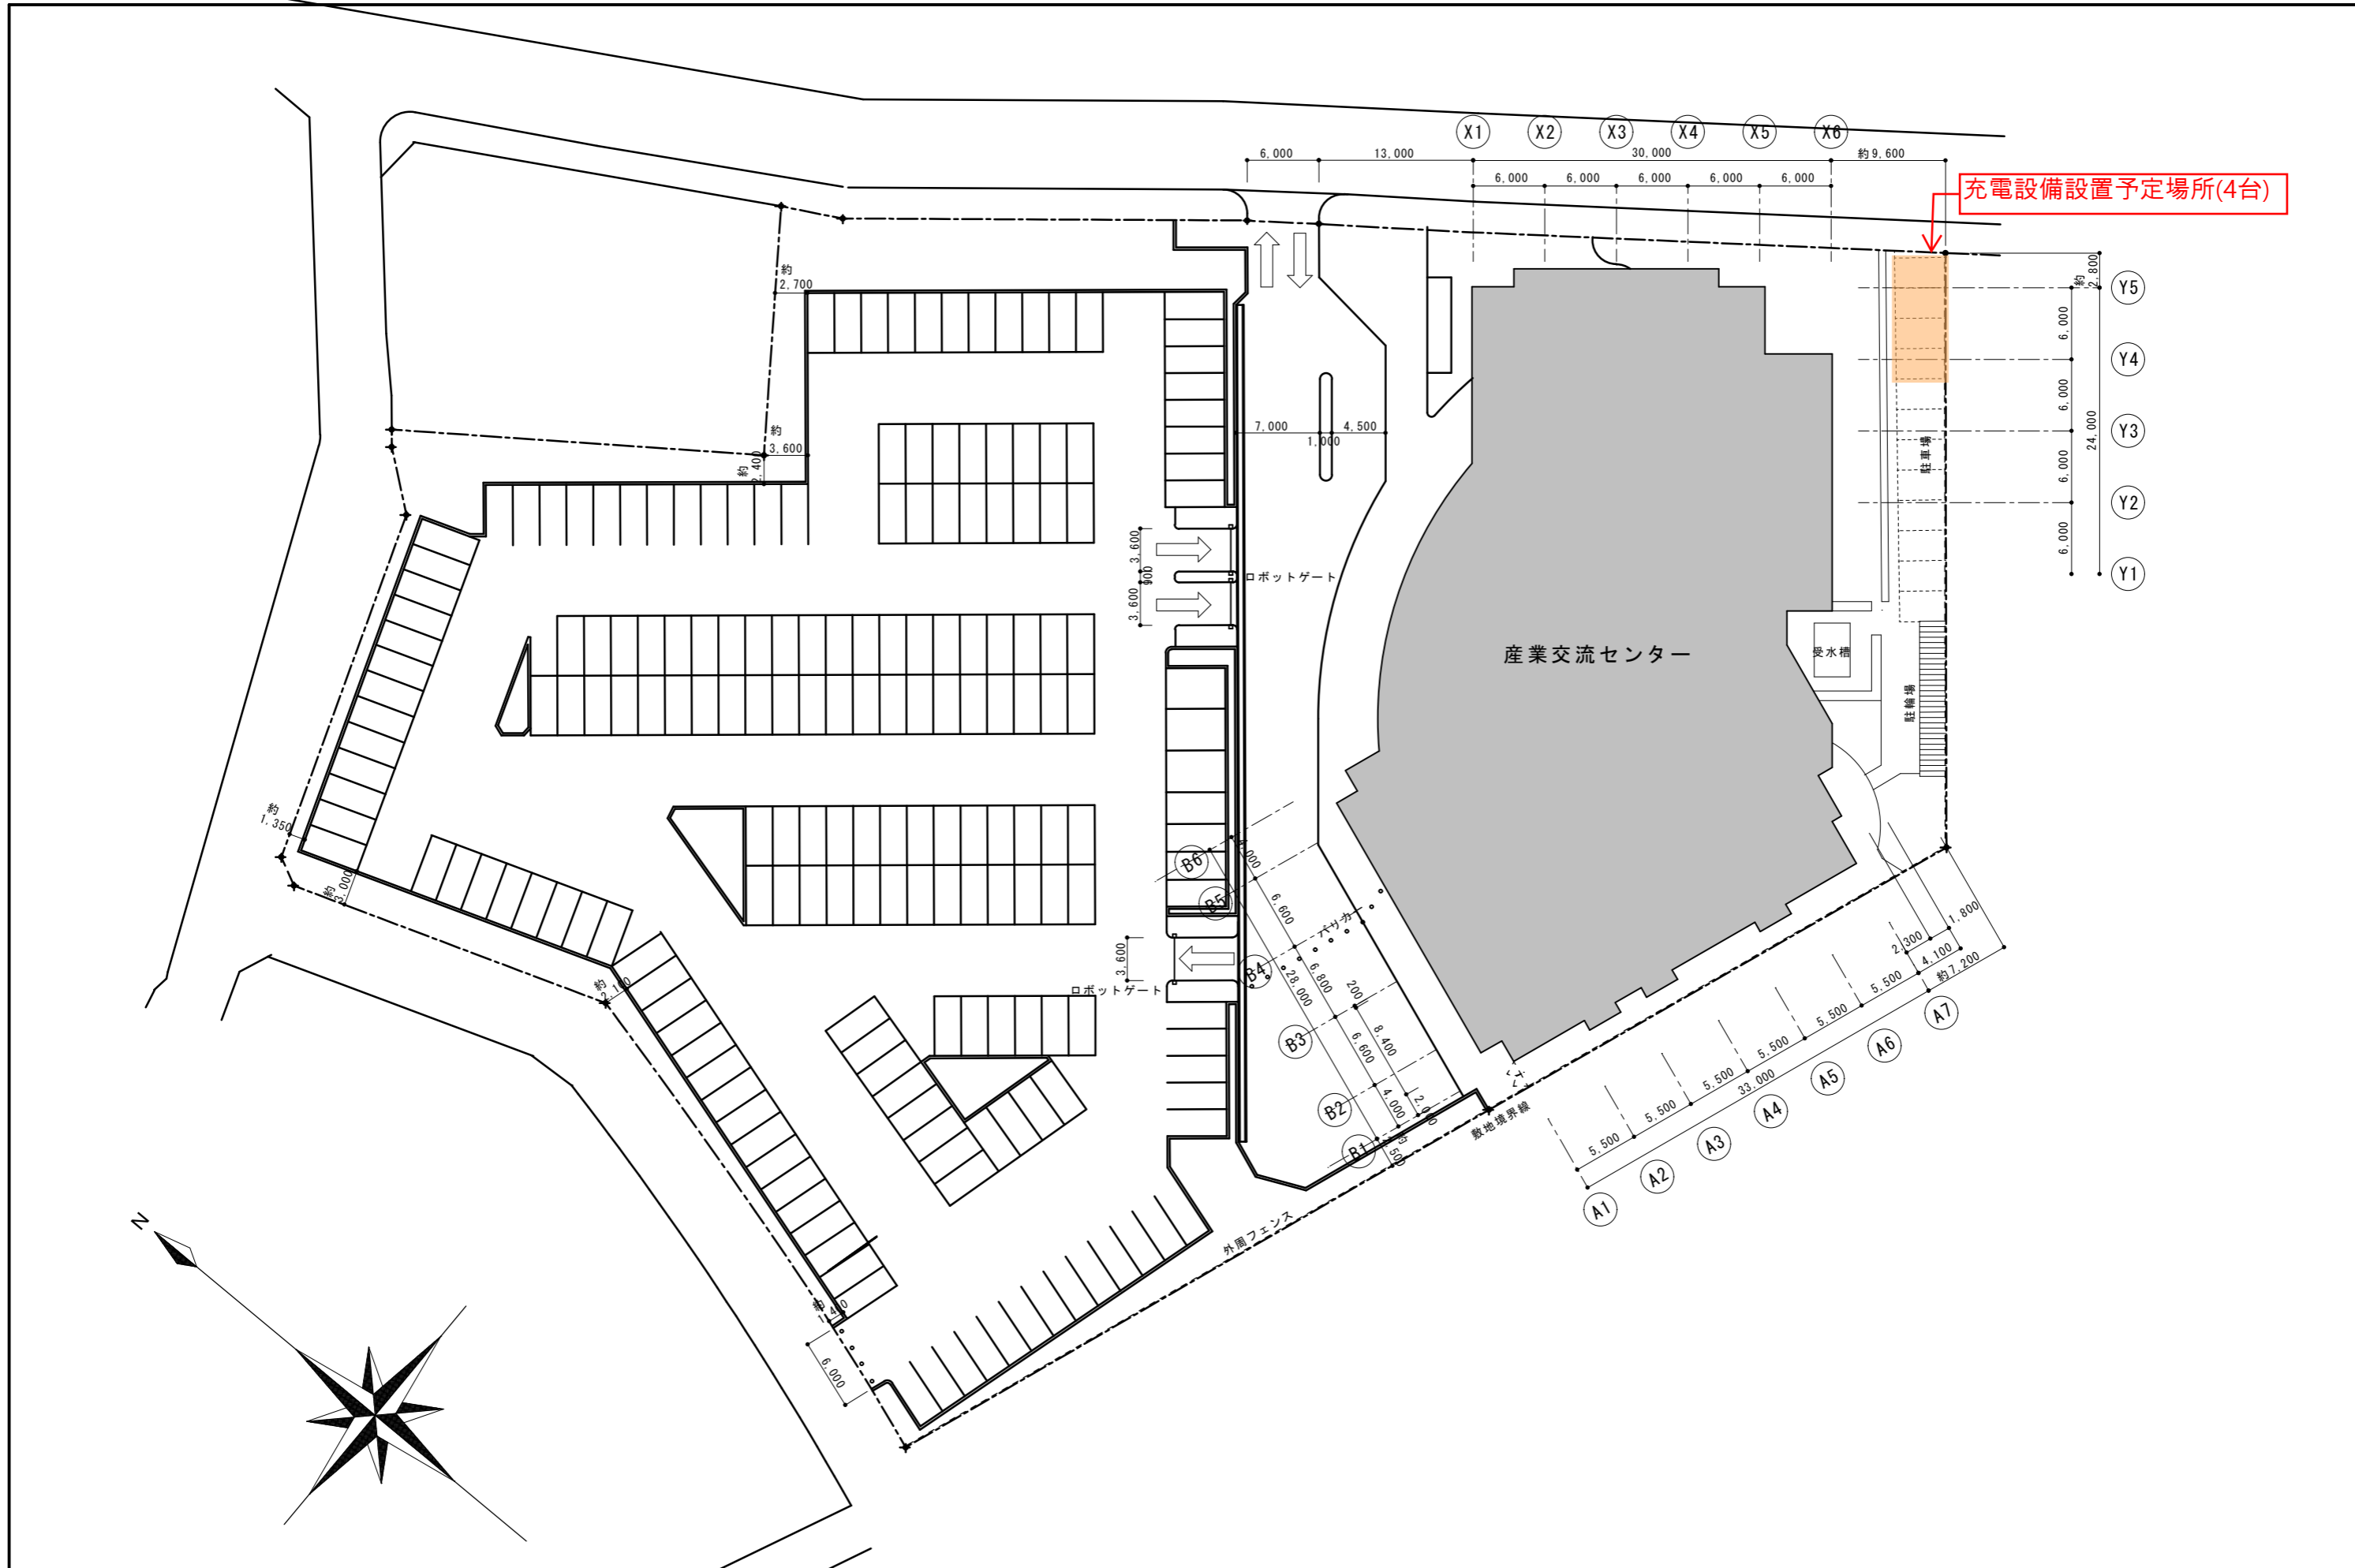 X1
X2
X3
X4
X5
X6
6,000
13,000
30,000
約9,600
6,000
6,000
6,000
6,000
6,000
充電設備設置予定場所(4台)
約
2,800
Y5
6,000
Y4
6,000
Y3
24,000
6,000
Y2
6,000
Y1
約
2,700
約
3,600
約
2,400
7,000
1,000
4,500
駐車場
3,600
900
3,600
ロボットゲート
産業交流センター
受水槽
駐輪場
約
1,350
約
3,000
約
2,100
B6
B5
B4
B3
B2
B1
6,600
バリカー
6,800
28,000
200
8,400
6,600
4,000
3,600
ロボットゲート
敷地境界線
外周フェンス
6,000
1,800
2,300
4,100
約7,200
5,500
5,500
5,500
5,500
5,500
5,500
33,000
A1
A2
A3
A4
A5
A6
A7
N